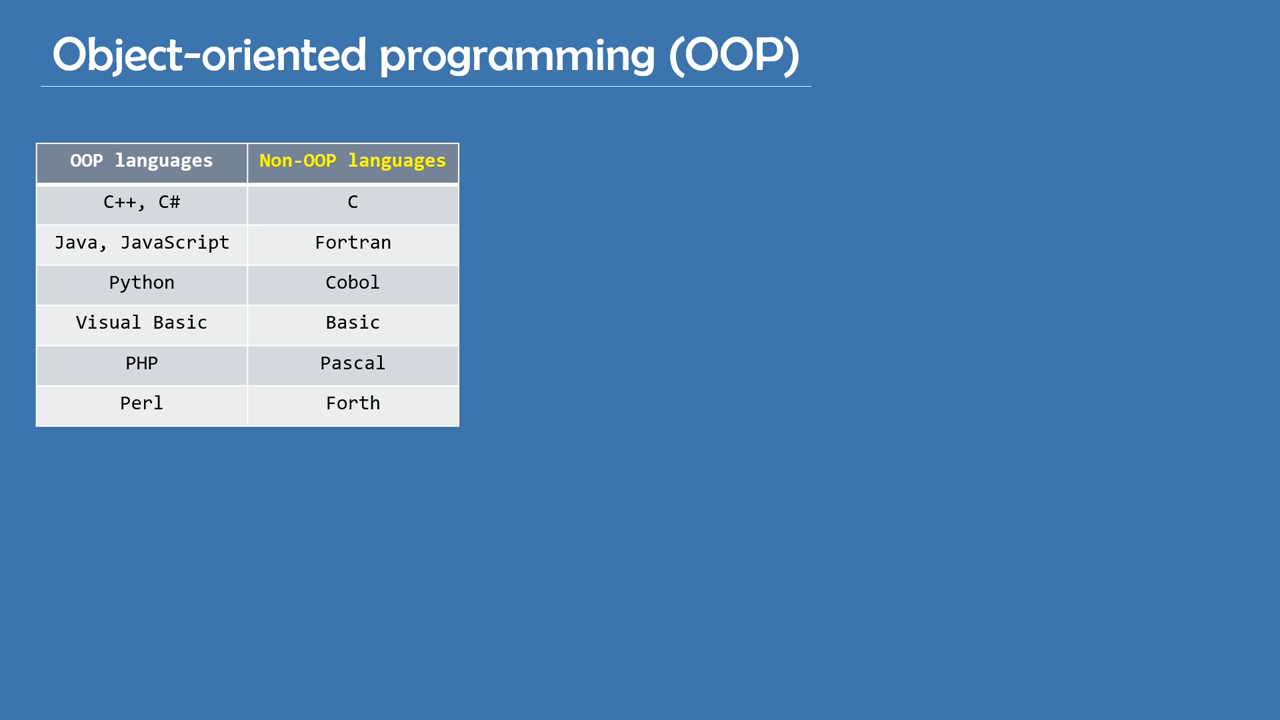 Object-oriented programming (OOP)
OOP languages Non-OOP languages
C++, C# C
Java, JavaScript Fortran
Python Cobol
Visual Basic Basic
PHP Pascal
Perl Forth